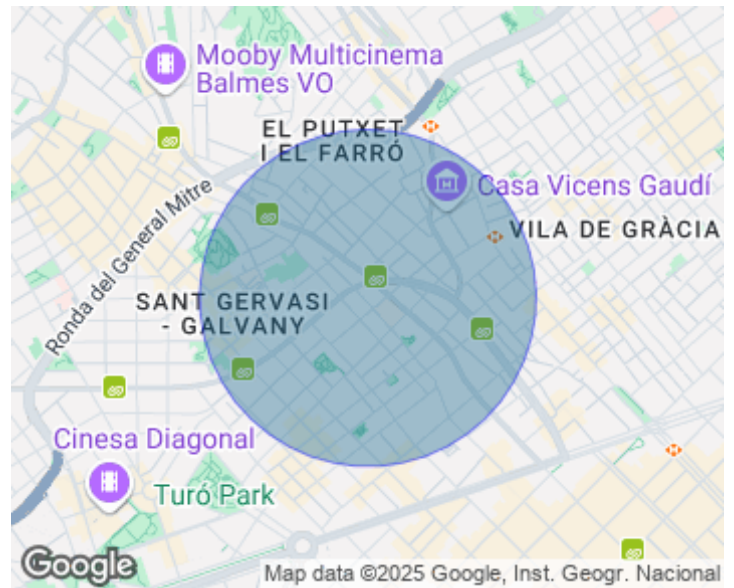 Mooby Multicinema
Balmes VO
EL PUTXET
I EL FARRÓ
Casa Vicens Gaudí
VILA DE GRÀCIA
Ronda del General Mitre
SANT GERVASI
- GALVANY
Cinesa Diagonal
Turó Park
Google
Map data ©2025 Google, Inst. Geogr. Nacional